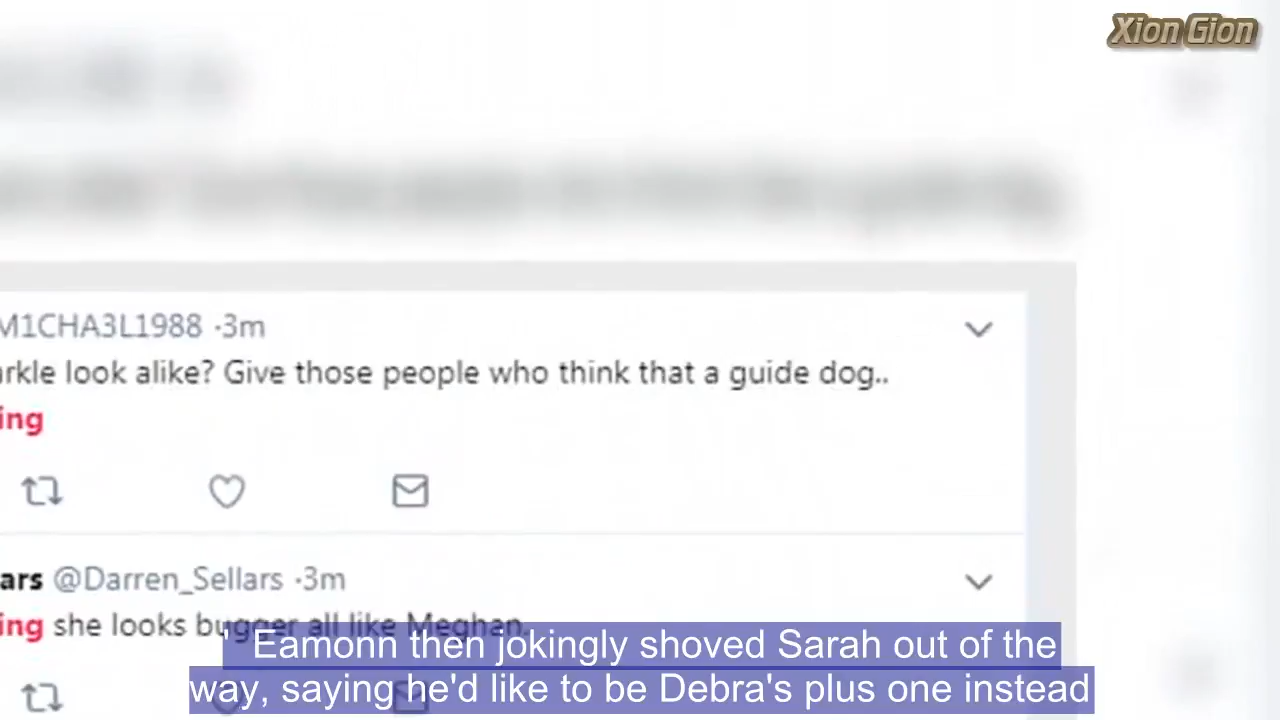 Xion Gion
M1CHA3L1988 ·3m
arkle look alike? Give those people who think that a guide dog..
ing
ars @Darren_Sellars ·3m
ing she looks bugger all like Meghan.
' Eamonn then jokingly shoved Sarah out of the
way, saying he'd like to be Debra's plus one instead